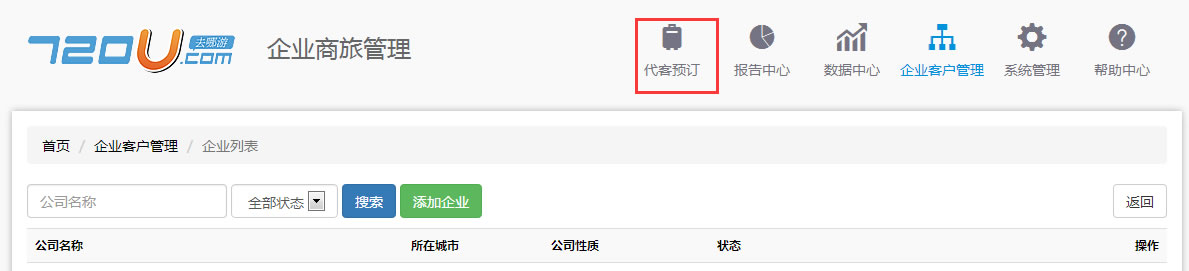 720U.com 去哪游 企业商旅管理
代客预订 报告中心 数据中心 企业客户管理 系统管理 帮助中心
首页 / 企业客户管理 / 企业列表
公司名称 全部状态 搜索 添加企业 返回
公司名称 所在城市 公司性质 状态 操作